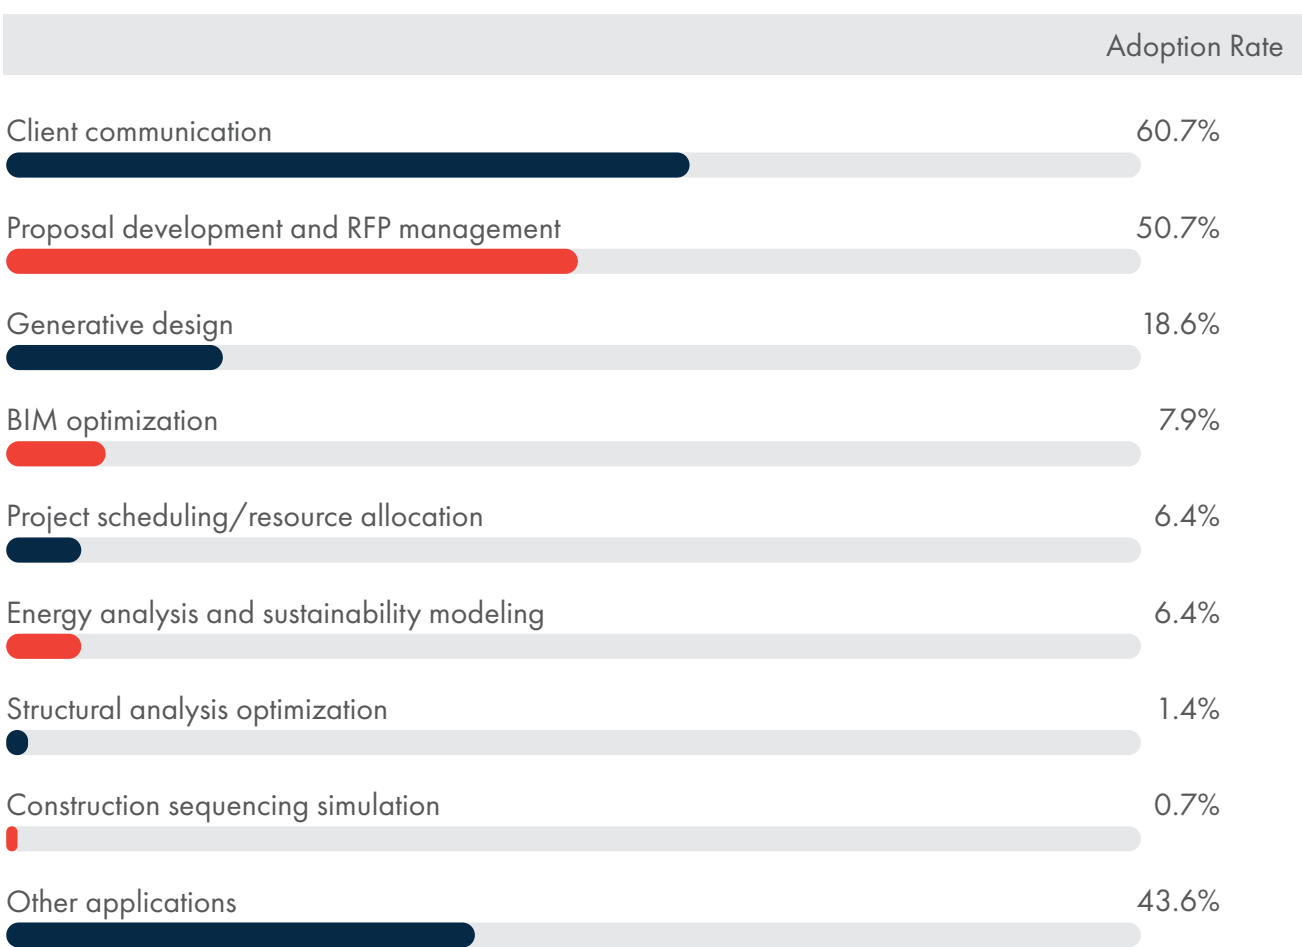 Adoption Rate
Client communication 60.7%
Proposal development and RFP management 50.7%
Generative design 18.6%
BIM optimization 7.9%
Project scheduling/resource allocation 6.4%
Energy analysis and sustainability modeling 6.4%
Structural analysis optimization 1.4%
Construction sequencing simulation 0.7%
Other applications 43.6%